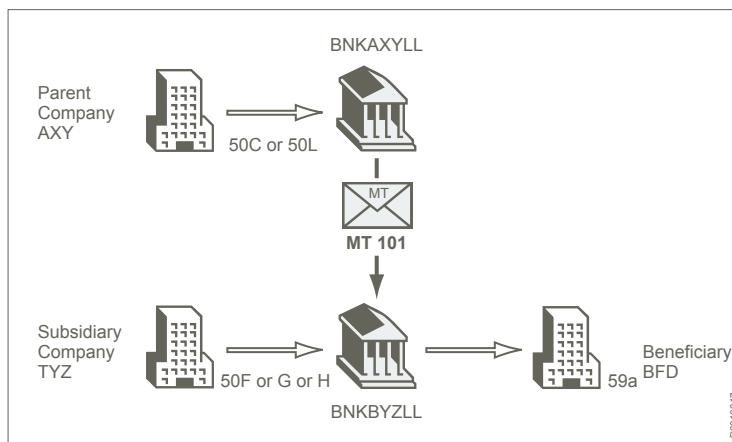 BNKAXYLL
Parent
Company
AXY
50C or 50L
MT
MT 101
Subsidiary
Company
TYZ
50F or G or H
BNKBYZLL
59a
Beneficiary
BFD